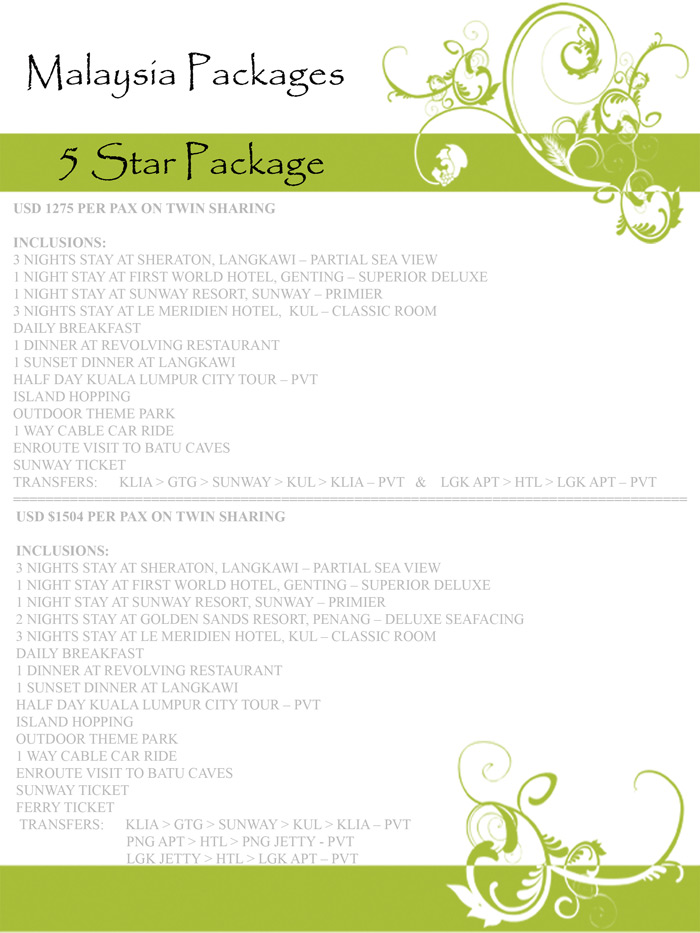 Malaysia Packages
5 Star Package
USD 1275 PER PAX ON TWIN SHARING
INCLUSIONS:
3 NIGHTS STAY AT SHERATON, LANGKAWI – PARTIAL SEA VIEW
1 NIGHT STAY AT FIRST WORLD HOTEL, GENTING – SUPERIOR DELUXE
1 NIGHT STAY AT SUNWAY RESORT, SUNWAY – PRIMIER
3 NIGHTS STAY AT LE MERIDIEN HOTEL, KUL – CLASSIC ROOM
DAILY BREAKFAST
1 DINNER AT REVOLVING RESTAURANT
1 SUNSET DINNER AT LANGKAWI
HALF DAY KUALA LUMPUR CITY TOUR – PVT
ISLAND HOPPING
OUTDOOR THEME PARK
1 WAY CABLE CAR RIDE
ENROUTE VISIT TO BATU CAVES
SUNWAY TICKET
TRANSFERS: KLIA > GTG > SUNWAY > KUL > KLIA – PVT & LGK APT > HTL > LGK APT – PVT
USD $1504 PER PAX ON TWIN SHARING
INCLUSIONS:
3 NIGHTS STAY AT SHERATON, LANGKAWI – PARTIAL SEA VIEW
1 NIGHT STAY AT FIRST WORLD HOTEL, GENTING – SUPERIOR DELUXE
1 NIGHT STAY AT SUNWAY RESORT, SUNWAY – PRIMIER
2 NIGHTS STAY AT GOLDEN SANDS RESORT, PENANG – DELUXE SEAFACING
3 NIGHTS STAY AT LE MERIDIEN HOTEL, KUL – CLASSIC ROOM
DAILY BREAKFAST
1 DINNER AT REVOLVING RESTAURANT
1 SUNSET DINNER AT LANGKAWI
HALF DAY KUALA LUMPUR CITY TOUR – PVT
ISLAND HOPPING
OUTDOOR THEME PARK
1 WAY CABLE CAR RIDE
ENROUTE VISIT TO BATU CAVES
SUNWAY TICKET
FERRY TICKET
TRANSFERS: KLIA > GTG > SUNWAY > KUL > KLIA – PVT
PNG APT > HTL > PNG JETTY - PVT
LGK JETTY > HTL > LGK APT – PVT